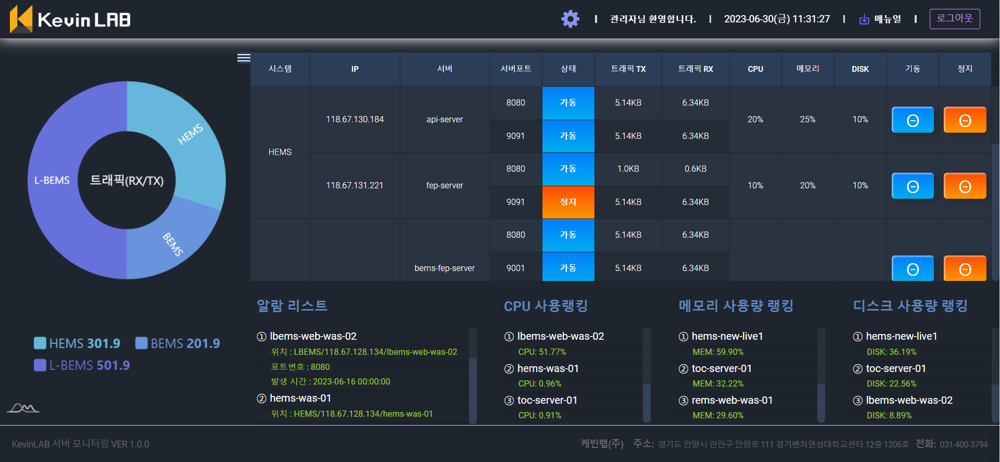 Kevin LAB
관리자님 환영합니다.
2023-06-30(금) 11:31:27
메뉴얼
로그아웃
HEMS
L-BEMS
트래픽(RX/TX)
BEMS
HEMS 301.9 BEMS 201.9
L-BEMS 501.9
시스템 IP 서버 서버포트 상태 트래픽 TX 트래픽 RX CPU 메모리 DISK 기동 정지
8080 가동 5.14KB 6.34KB
118.67.130.184 api-server 20% 25% 10%
9091 가동 5.14KB 6.34KB
HEMS
8080 가동 1.0KB 0.6KB
118.67.131.221 fep-server 10% 20% 10%
9091 정지 5.14KB 6.34KB
8080 가동 5.14KB 6.34KB
bems-fep-server 9001 가동 5.14KB 6.34KB
알람 리스트
① lbems-web-was-02
위치 : LBEMS/118.67.128.134/lbems-web-was-02
포트번호 : 8080
발생 시간 : 2023-06-16 00:00:00
② hems-was-01
위치 : HEMS/118.67.128.134/hems-was-01
CPU 사용랭킹
① lbems-web-was-02
CPU: 51.77%
② hems-was-01
CPU: 0.96%
③ toc-server-01
CPU: 0.91%
메모리 사용량 랭킹
① hems-new-live1
MEM: 59.90%
② toc-server-01
MEM: 32.22%
③ rems-web-was-01
MEM: 29.60%
디스크 사용량 랭킹
① hems-new-live1
DISK: 36.19%
② toc-server-01
DISK: 22.56%
③ lbems-web-was-02
DISK: 8.89%
KevinLAB 서버 모니터링 VER 1.0.0
케빈랩(주) 주소: 경기도 안양시 만안구 안양로 111 경기벤처연성대학교센터 12층 1206호 전화: 031-400-3794